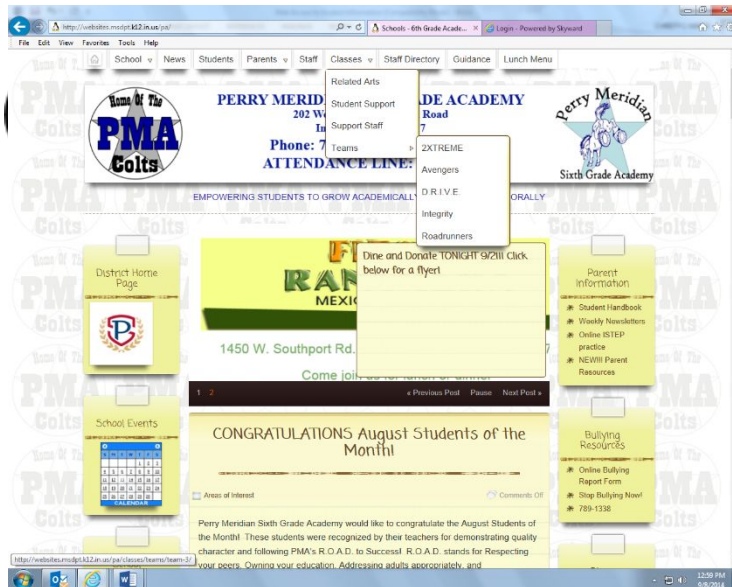 http://websites.msdpt.k12.in.us/pa/
Schools - 6th Grade Acade...
Login - Powered by Skyward
File Edit View Favorites Tools Help
School News Students Parents Staff Classes Staff Directory Guidance Lunch Menu
Related Arts
Student Support
Support Staff
Teams
2XTREME
Avengers
D.R.I.V.E.
Integrity
Roadrunners
Home Of The
PMA
Colts
PERRY MERID DE ACADEMY
202 W Road
In 7
Phone: 7
ATTENDANCE LINE:
Perry Meridian
Sixth Grade Academy
EMPOWERING STUDENTS TO GROW ACADEMICALLY ORALLY
District Home
Page
School Events
CALENDAR
RAN
MEXIC
1450 W. Southport Rd. 7
Come join us for lunch or dinner
Dine and Donate TONIGHT 9/2!!! Click
below for a flyer!
1 2 « Previous Post Pause Next Post »
CONGRATULATIONS August Students of the
Month!
Areas of Interest Comments Off
Perry Meridian Sixth Grade Academy would like to congratulate the August Students of
the Month! These students were recognized by their teachers for demonstrating quality
character and following PMA's R.O.A.D. to Success! R.O.A.D. stands for Respecting
your peers, Owning your education, Addressing adults appropriately, and
Parent
Information
Student Handbook
Weekly Newsletters
Online ISTEP
practice
NEW!!! Parent
Resources
Bullying
Resources
Online Bullying
Report Form
Stop Bullying Now!
789-1338
http://websites.msdpt.k12.in.us/pa/classes/teams/team-3/
12:59 PM
9/8/2014